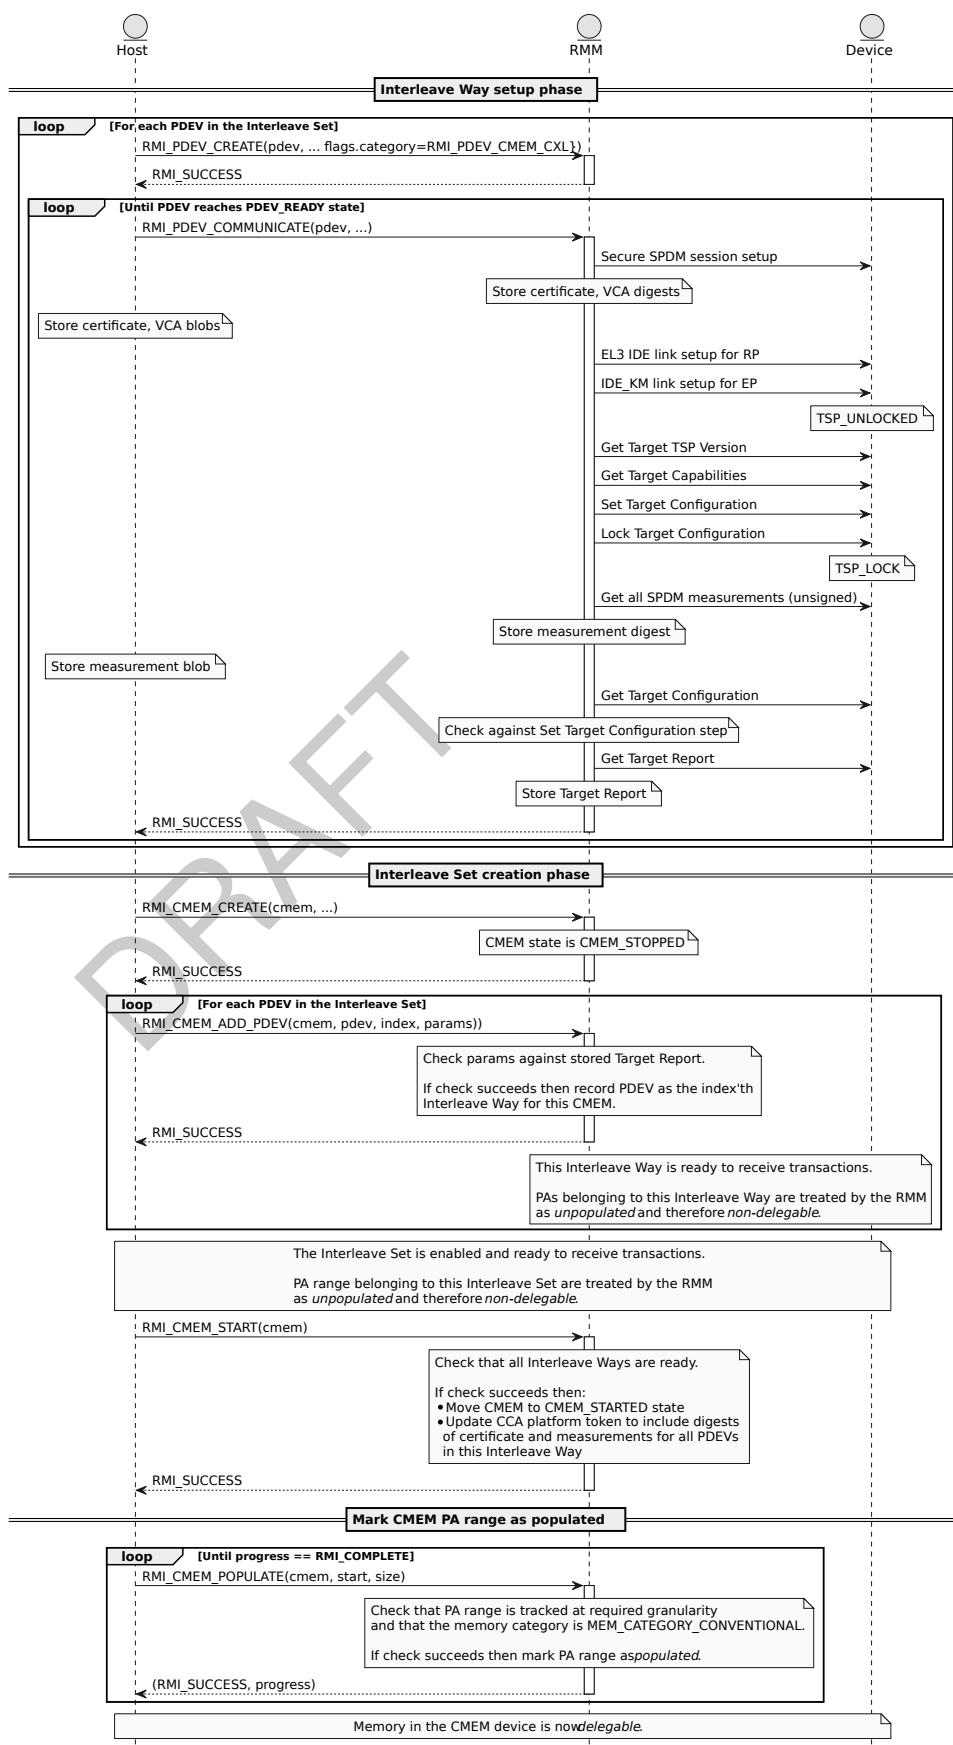 Host
RMM
Device
Interleave Way setup phase
loop
[For each PDEV in the Interleave Set]
RMI_PDEV_CREATE(pdev, ... flags.category=RMI_PDEV_CMEM_CXL})
RMI_SUCCESS
loop
[Until PDEV reaches PDEV_READY state]
RMI_PDEV_COMMUNICATE(pdev, ...)
Secure SPDM session setup
Store certificate, VCA digests
Store certificate, VCA blobs
EL3 IDE link setup for RP
IDE_KM link setup for EP
TSP_UNLOCKED
Get Target TSP Version
Get Target Capabilities
Set Target Configuration
Lock Target Configuration
TSP_LOCK
Get all SPDM measurements (unsigned)
Store measurement digest
Store measurement blob
Get Target Configuration
Check against Set Target Configuration step
Get Target Report
Store Target Report
RMI_SUCCESS
DRAFT
Interleave Set creation phase
RMI_CMEM_CREATE(cmem, ...)
CMEM state is CMEM_STOPPED
RMI_SUCCESS
loop
[For each PDEV in the Interleave Set]
RMI_CMEM_ADD_PDEV(cmem, pdev, index, params))
Check params against stored Target Report.
If check succeeds then record PDEV as the index'th
Interleave Way for this CMEM.
RMI_SUCCESS
This Interleave Way is ready to receive transactions.
PAs belonging to this Interleave Way are treated by the RMM
as unpopulated and therefore non-delegable.
The Interleave Set is enabled and ready to receive transactions.
PA range belonging to this Interleave Set are treated by the RMM
as unpopulated and therefore non-delegable.
RMI_CMEM_START(cmem)
Check that all Interleave Ways are ready.
If check succeeds then:
• Move CMEM to CMEM_STARTED state
• Update CCA platform token to include digests
of certificate and measurements for all PDEVs
in this Interleave Way
RMI_SUCCESS
Mark CMEM PA range as populated
loop
[Until progress == RMI_COMPLETE]
RMI_CMEM_POPULATE(cmem, start, size)
Check that PA range is tracked at required granularity
and that the memory category is MEM_CATEGORY_CONVENTIONAL.
If check succeeds then mark PA range as populated.
(RMI_SUCCESS, progress)
Memory in the CMEM device is now delegable.